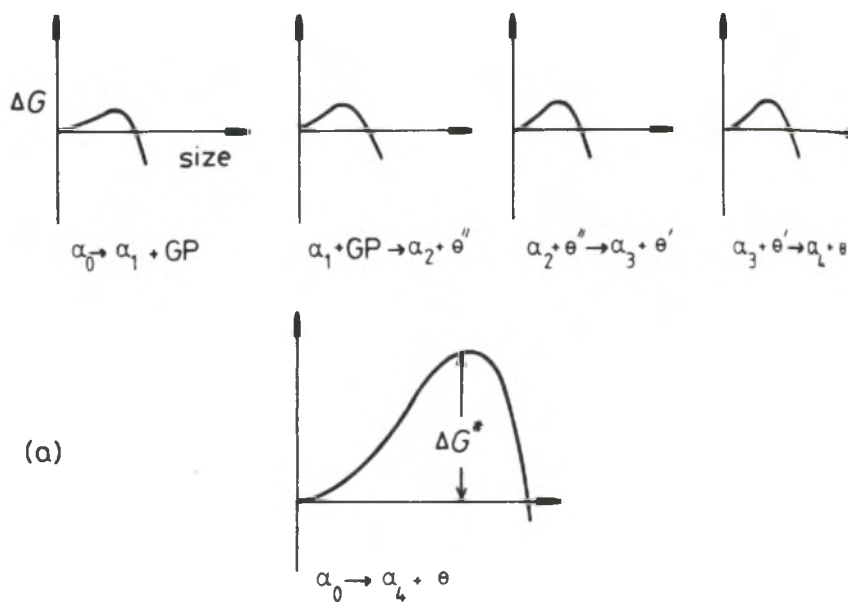 ΔG
size
α₀→ α₁ + GP
α₁ + GP → α₂ + θ″
α₂ + θ″ → α₃ + θ′
α₃ + θ′ → α₄ + θ
ΔG*
(a)
α₀ → α₄ + θ